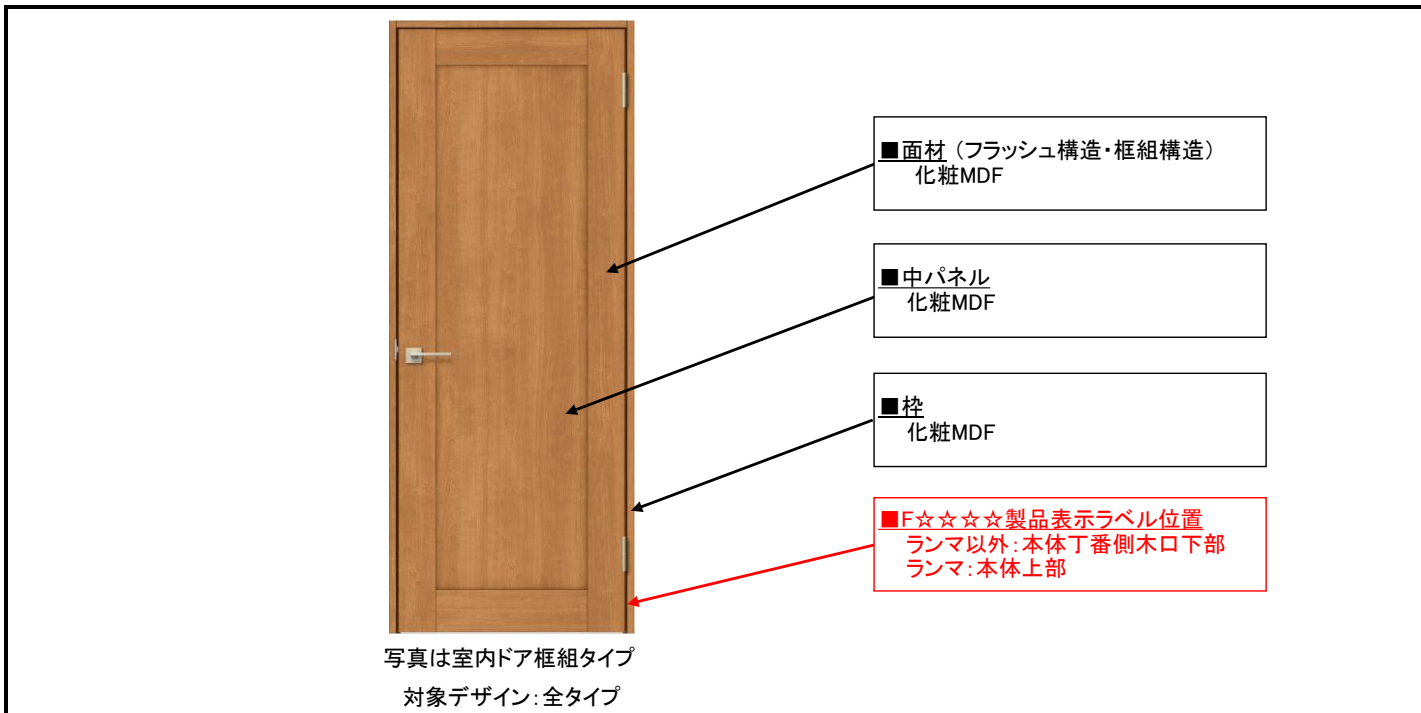 ■面材（フラッシュ構造・框組構造）
化粧MDF
■中パネル
化粧MDF
■枠
化粧MDF
■F☆☆☆☆製品表示ラベル位置
ランマ以外：本体丁番側木口下部
ランマ：本体上部
写真は室内ドア框組タイプ
対象デザイン：全タイプ